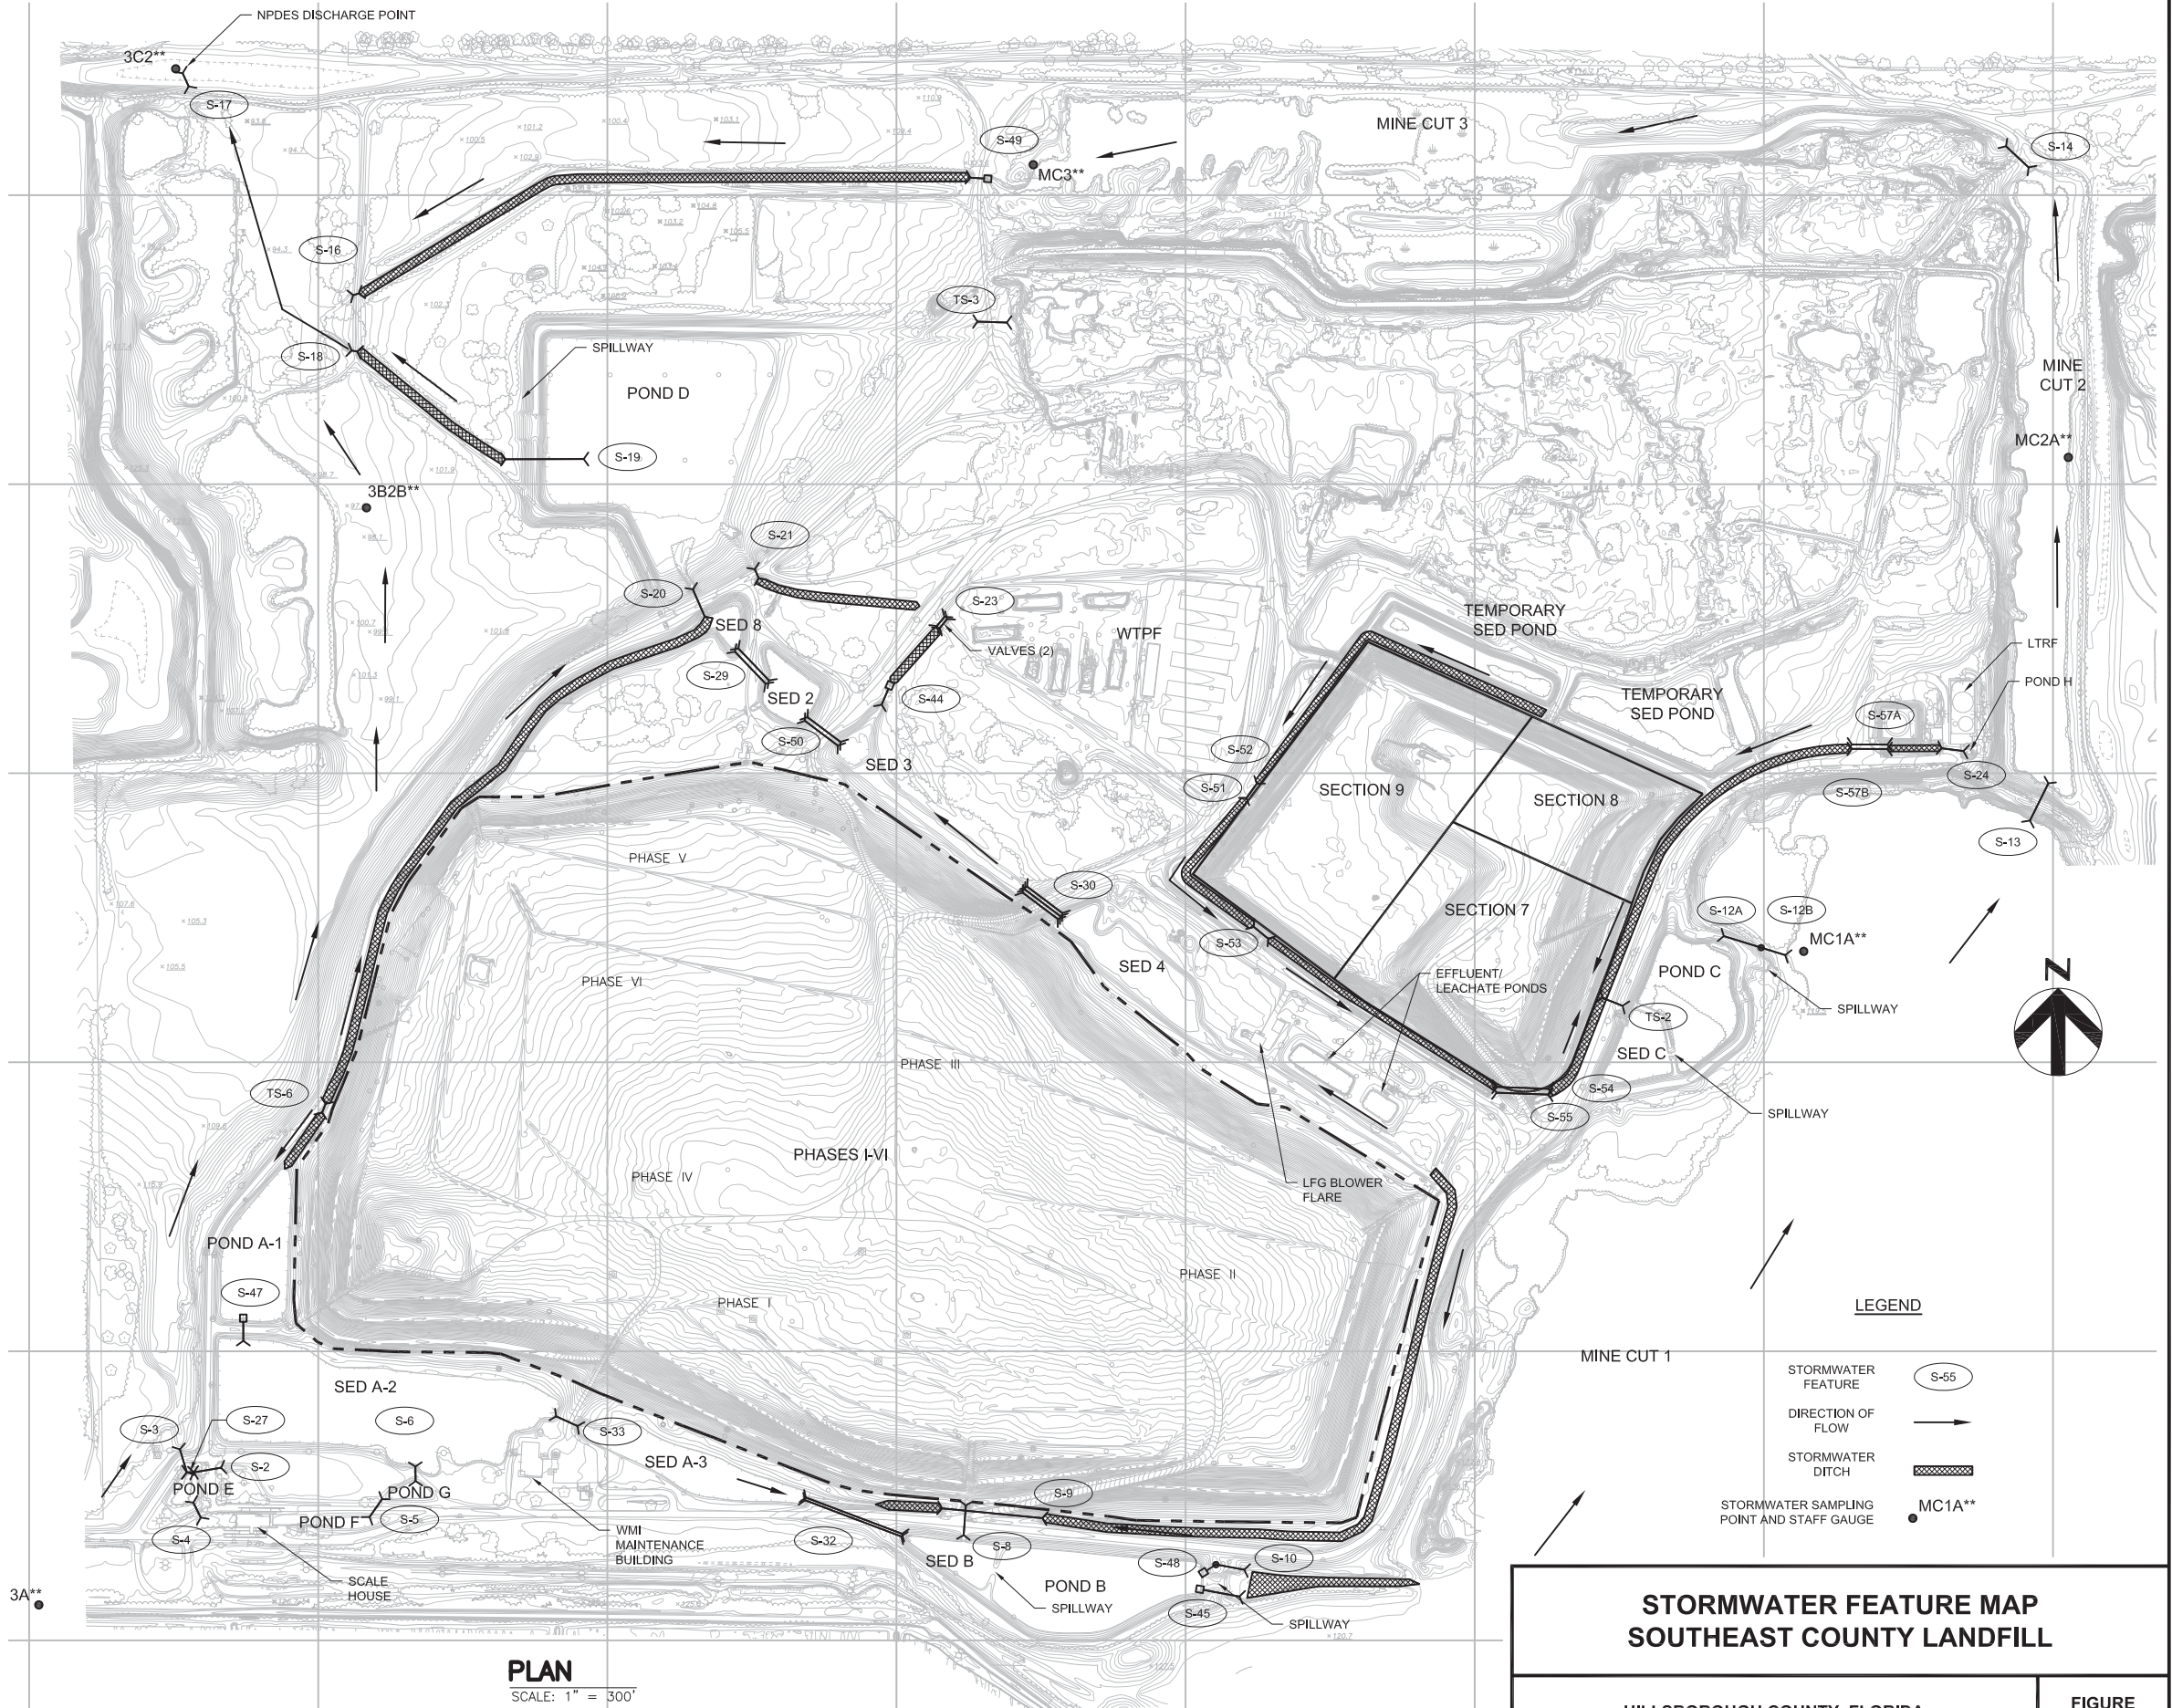 NPDES DISCHARGE POINT
3C2**
S-17
S-49
MC3**
MINE CUT 3
S-14
S-16
TS-3
S-18
SPILLWAY
POND D
S-19
MINE
CUT 2
MC2A**
3B2B**
S-21
S-20
SED 8
S-23
VALVES (2)
WTPF
TEMPORARY
SED POND
LTRF
POND H
S-29
SED 2
S-44
TEMPORARY
SED POND
S-57A
S-50
SED 3
S-52
S-51
SECTION 9
SECTION 8
S-57B
S-24
S-13
PHASE V
S-30
SECTION 7
S-12A
S-12B
MC1A**
S-53
SED 4
EFFLUENT/
LEACHATE PONDS
POND C
SPILLWAY
N
PHASE VI
TS-2
SED C
PHASE III
TS-6
S-54
S-55
SPILLWAY
PHASES I-VI
PHASE IV
LFG BLOWER
FLARE
POND A-1
PHASE II
S-47
PHASE I
MINE CUT 1
SED A-2
S-3
S-27
S-6
S-33
S-2
SED A-3
POND E
POND G
S-9
POND F
S-5
S-4
WMI
MAINTENANCE
BUILDING
S-32
S-8
SED B
S-48
S-10
SCALE
HOUSE
POND B
3A**
SPILLWAY
S-45
SPILLWAY
LEGEND
STORMWATER
FEATURE
S-55
DIRECTION OF
FLOW
STORMWATER
DITCH
STORMWATER SAMPLING
POINT AND STAFF GAUGE
MC1A**
PLAN
SCALE: 1" = 300'
STORMWATER FEATURE MAP
SOUTHEAST COUNTY LANDFILL
HILLSBOROUGH COUNTY, FLORIDA
FIGURE